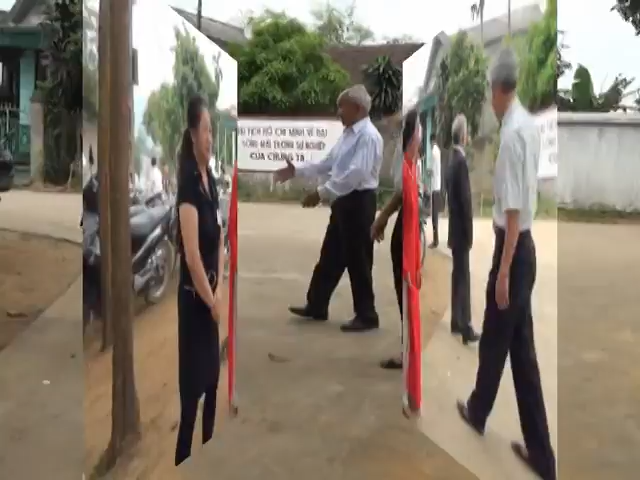 TỊCH HỒ CHÍ MINH VĨ ĐẠI
SỐNG MÃI TRONG SỰ NGHIỆP
CỦA CHÚNG TA